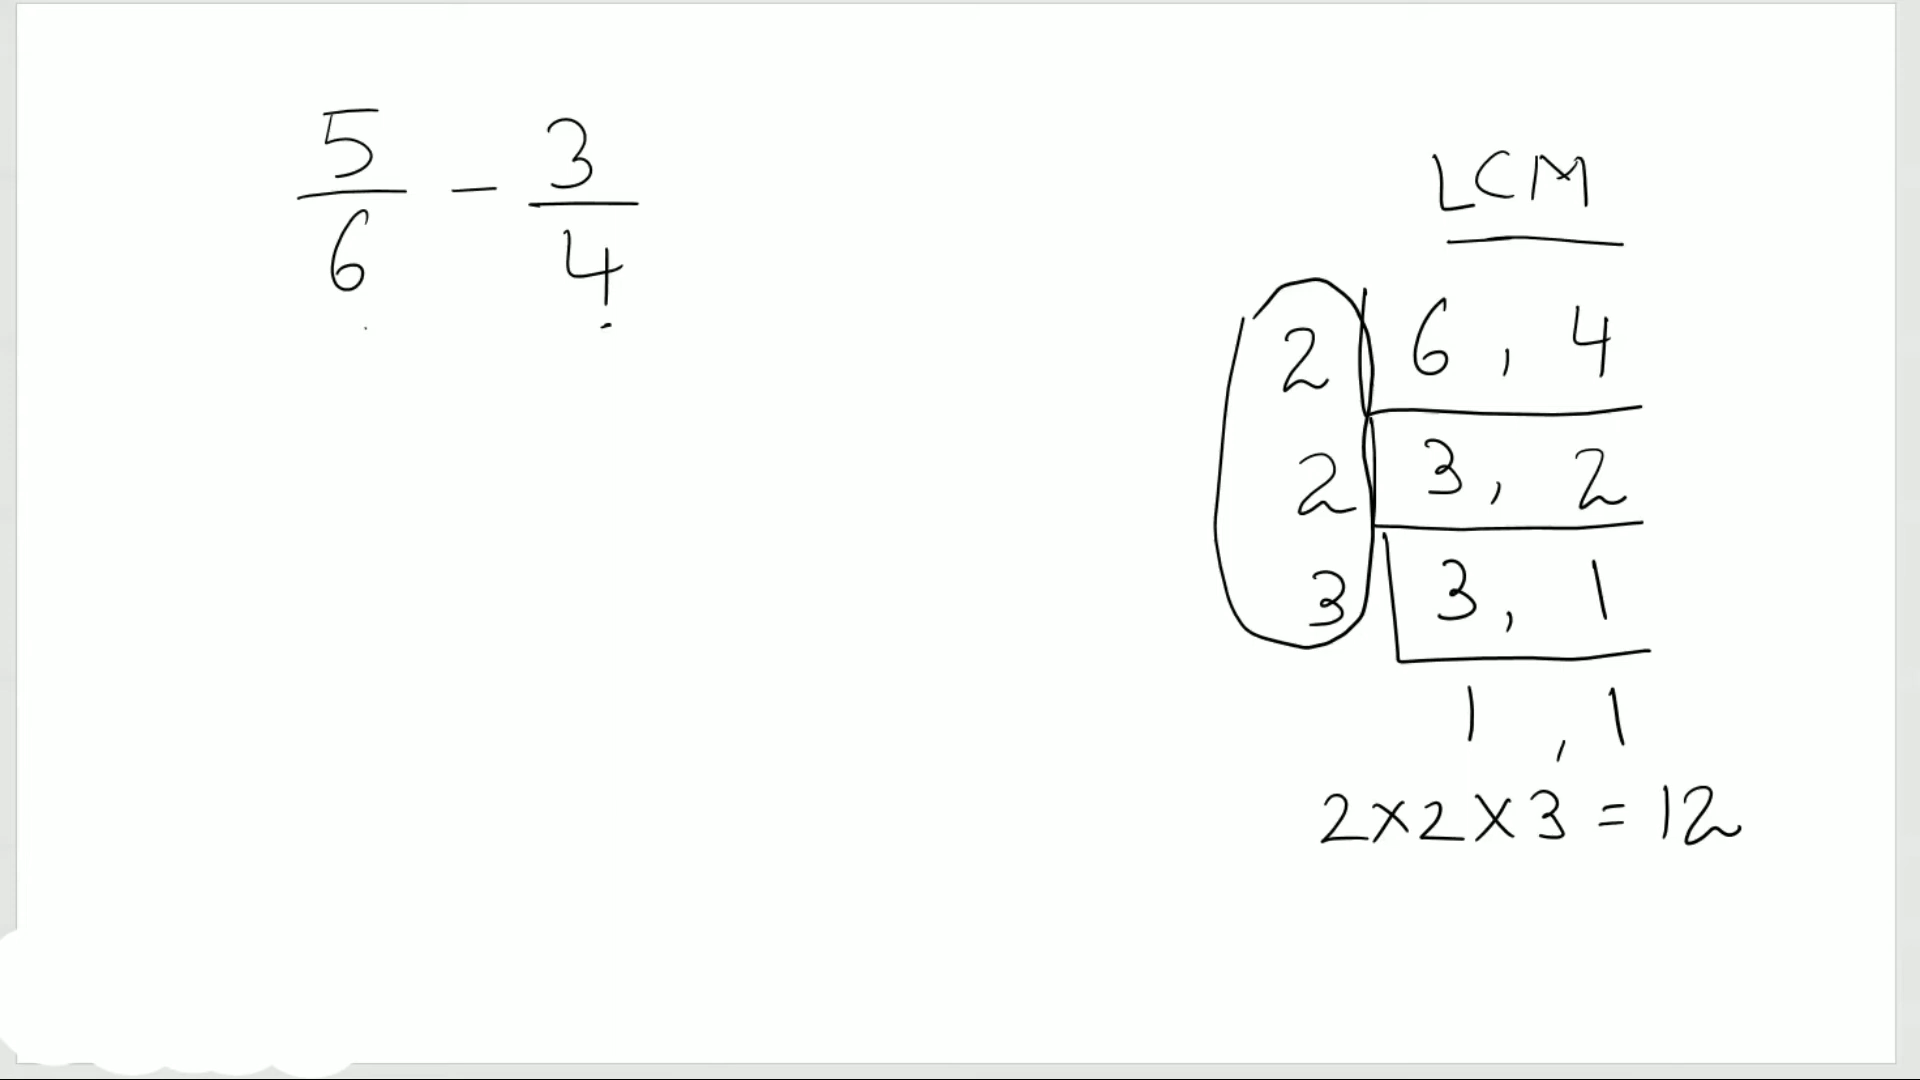 5/6 - 3/4
LCM
2 | 6 , 4
2 | 3 , 2
3 | 3 , 1
1 , 1
2×2×3 = 12